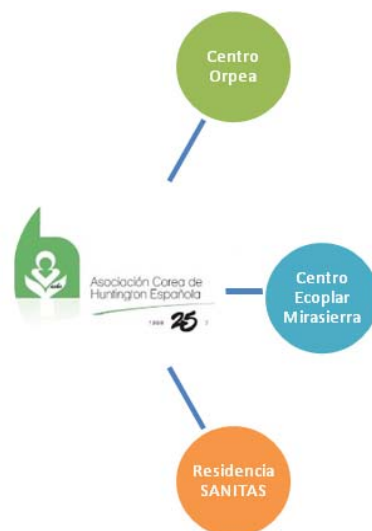 Centro
Orpea
Asociación Corea de
Huntington Española
25
Centro
Ecoplar
Mirasierra
Residencia
SANITAS